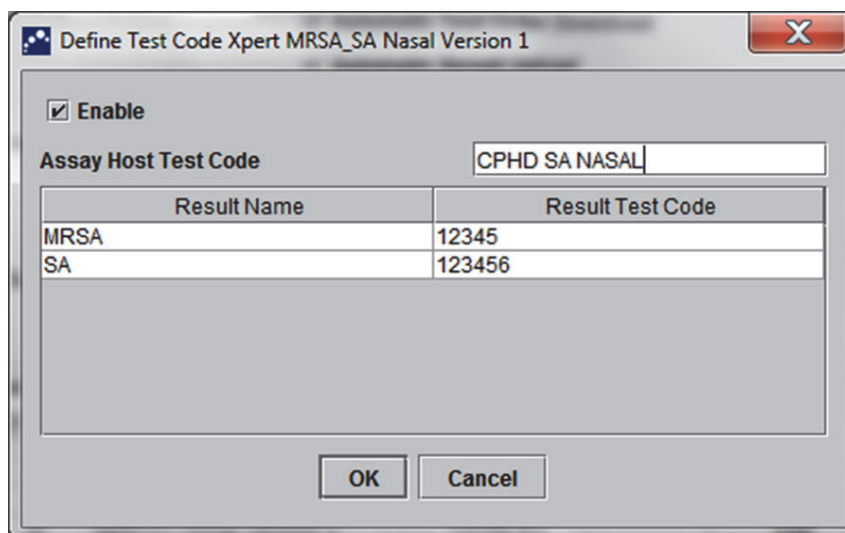 Define Test Code Xpert MRSA_SA Nasal Version 1
Enable
Assay Host Test Code CPHD SA NASAL
Result Name Result Test Code
MRSA 12345
SA 123456
OK Cancel